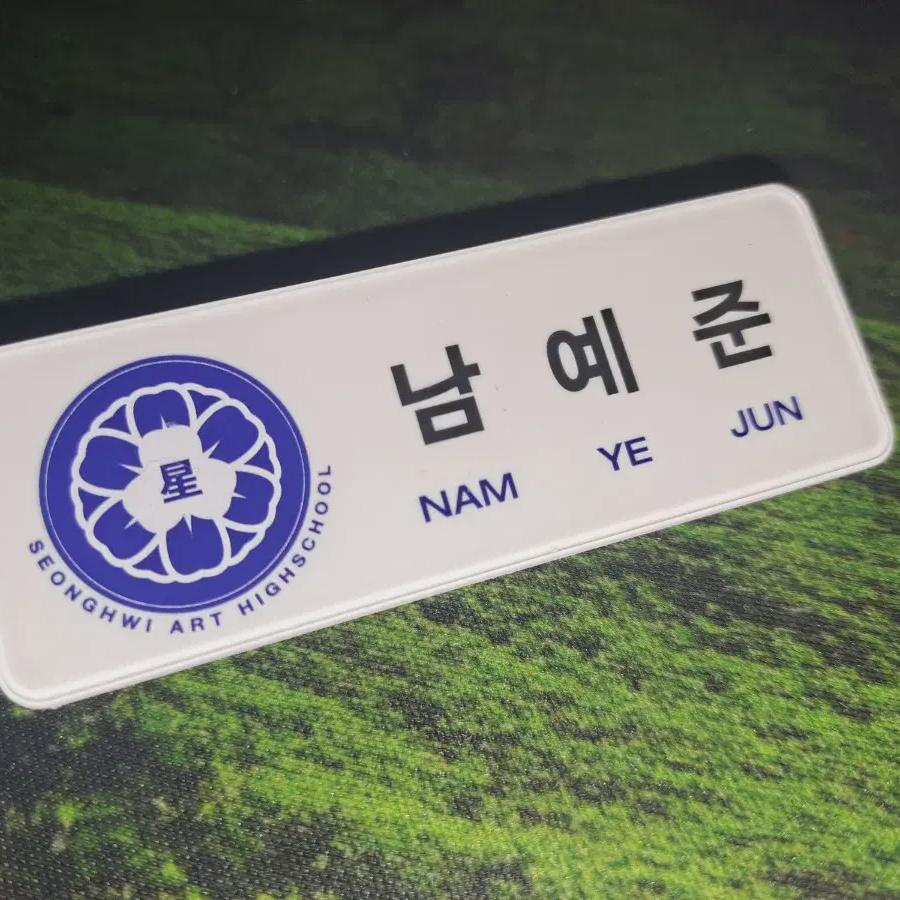 星
SEONGHWI ART HIGHSCHOOL
남 예 준
NAM YE JUN